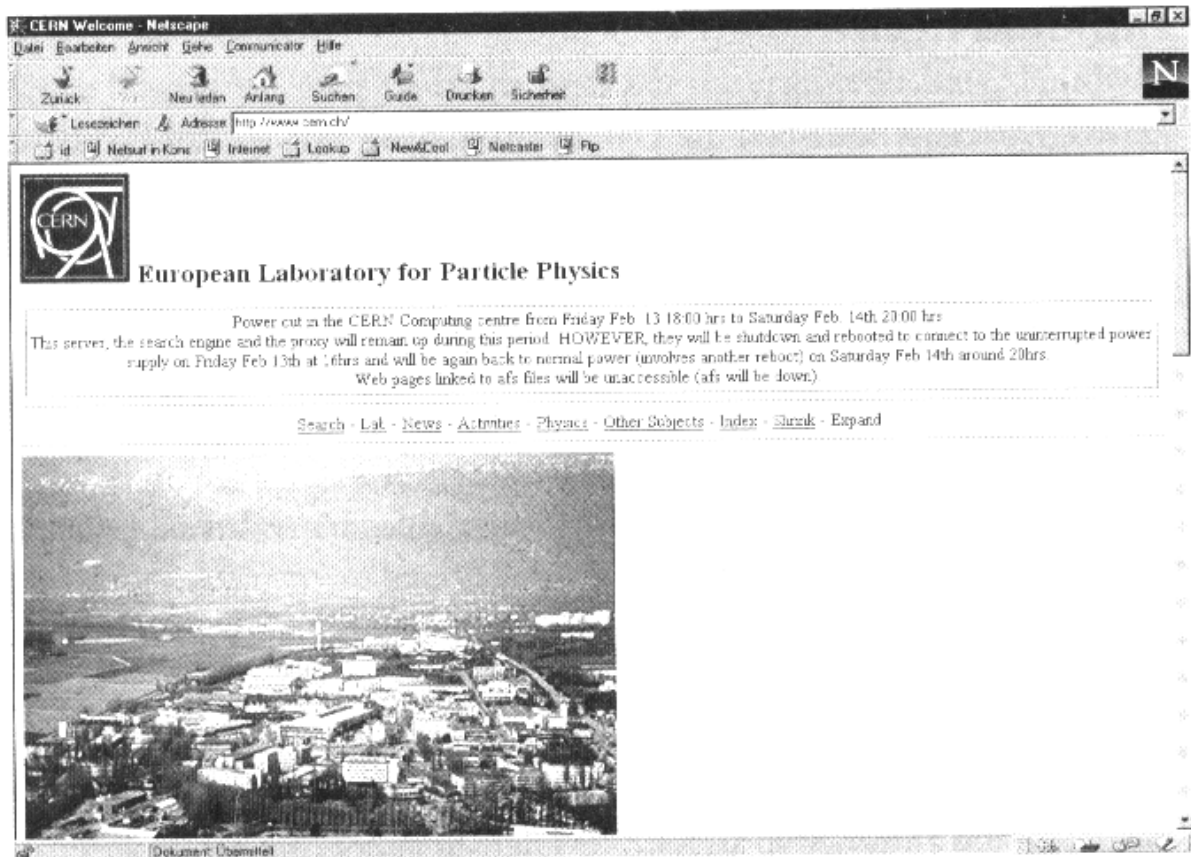 CERN Welcome - Netscape
Datei Bearbeiten Ansicht Gehe Communicator Hilfe
Zurück Neu laden Anfang Suchen Guide Drucken Sicherheit
N
Lesezeichen Adresse http://www.cern.ch/
id Netsurf in Kons Internet Lookup New&Cool Netcaster Ftp
CERN
European Laboratory for Particle Physics
Power cut in the CERN Computing centre from Friday Feb. 13 18:00 hrs to Saturday Feb. 14th 20:00 hrs
This server, the search engine and the proxy will remain up during this period. HOWEVER, they will be shutdown and rebooted to connect to the uninterrupted power
supply on Friday Feb 13th at 16hrs and will be again back to normal power (involves another reboot) on Saturday Feb 14th around 20hrs.
Web pages linked to afs files will be unaccessible (afs will be down)
Search - Lab - News - Activities - Physics - Other Subjects - Index - Shrink - Expand
Dokument: Übermittelt